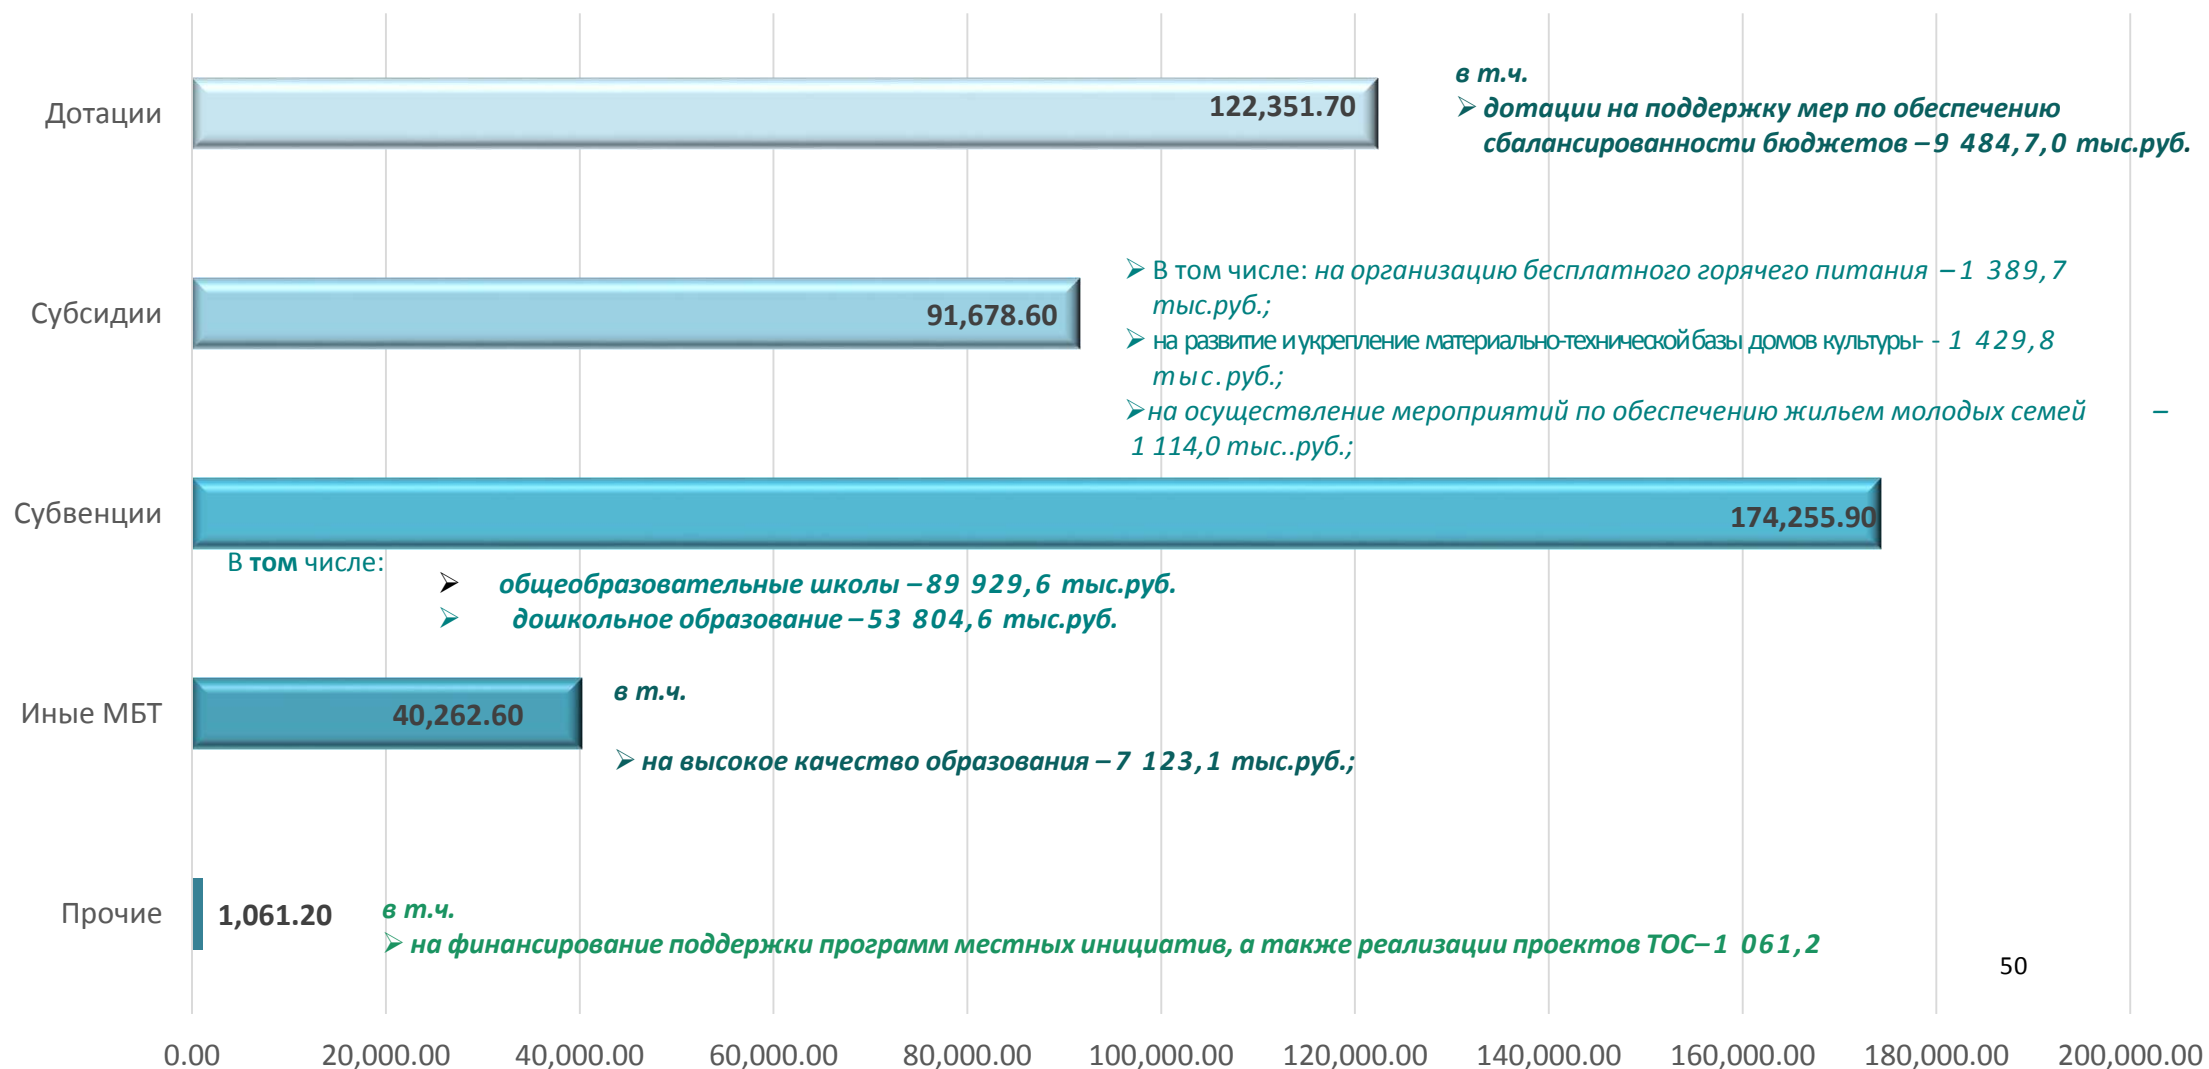 Дотации
122,351.70
в т.ч.
➢ дотации на поддержку мер по обеспечению
сбалансированности бюджетов – 9 484,7,0 тыс.руб.
Субсидии
91,678.60
➢ В том числе: на организацию бесплатного горячего питания – 1 389,7
тыс.руб.;
➢ на развитие и укрепление материально-технической базы домов культуры- - 1 429,8
тыс.руб.;
➢ на осуществление мероприятий по обеспечению жильем молодых семей –
1 114,0 тыс..руб.;
Субвенции
174,255.90
В том числе:
➢ общеобразовательные школы – 89 929,6 тыс.руб.
➢ дошкольное образование – 53 804,6 тыс.руб.
Иные МБТ
40,262.60
в т.ч.
➢ на высокое качество образования – 7 123,1 тыс.руб.;
Прочие
1,061.20
в т.ч.
➢ на финансирование поддержки программ местных инициатив, а также реализации проектов ТОС– 1 061,2
50
0.00 20,000.00 40,000.00 60,000.00 80,000.00 100,000.00 120,000.00 140,000.00 160,000.00 180,000.00 200,000.00